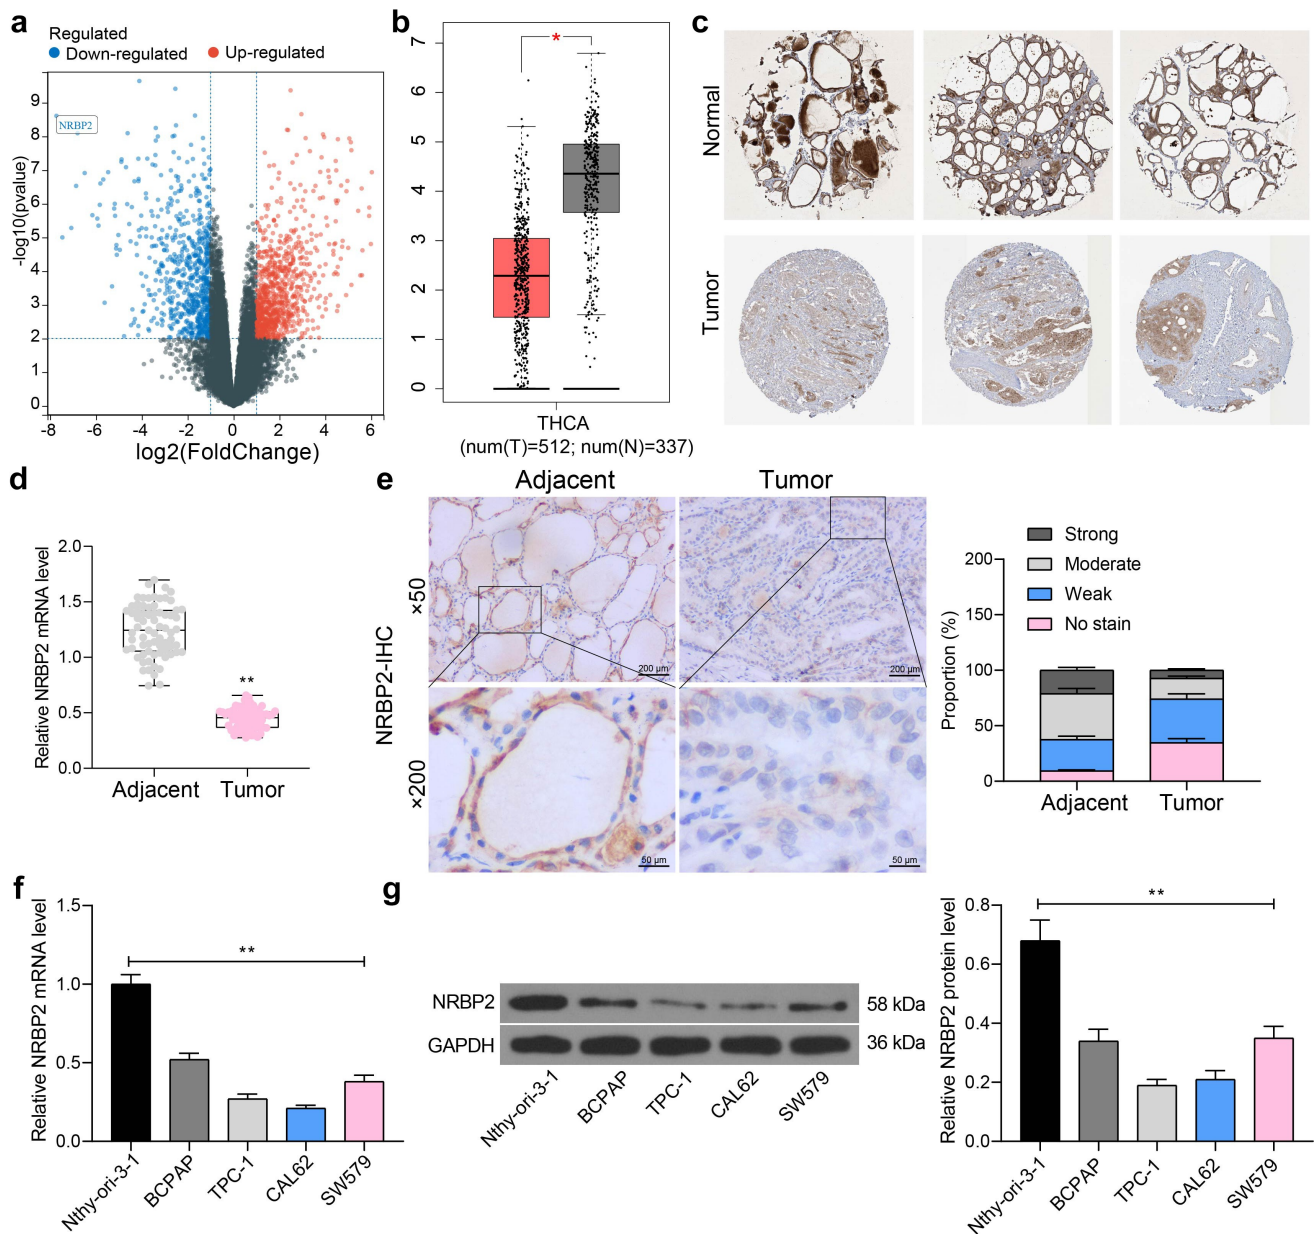 a
Regulated
Down-regulated Up-regulated
NRBP2
-log10(pvalue)
9
8
7
6
5
4
3
2
1
0
-8 -6 -4 -2 0 2 4 6
log2(FoldChange)
b
*
7
6
5
4
3
2
1
0
THCA
(num(T)=512; num(N)=337)
c
Normal
Tumor
d
Relative NRBP2 mRNA level
2.0
1.5
1.0
0.5
0.0
**
Adjacent Tumor
e
Adjacent Tumor
NRBP2-IHC
×50
×200
200 µm
200 µm
50 µm
50 µm
Strong
Moderate
Weak
No stain
Proportion (%)
200
150
100
50
0
Adjacent Tumor
f
Relative NRBP2 mRNA level
1.5
1.0
0.5
0.0
**
Nthy-ori-3-1 BCPAP TPC-1 CAL62 SW579
g
NRBP2 58 kDa
GAPDH 36 kDa
Nthy-ori-3-1 BCPAP TPC-1 CAL62 SW579
Relative NRBP2 protein level
0.8
0.6
0.4
0.2
0.0
**
Nthy-ori-3-1 BCPAP TPC-1 CAL62 SW579